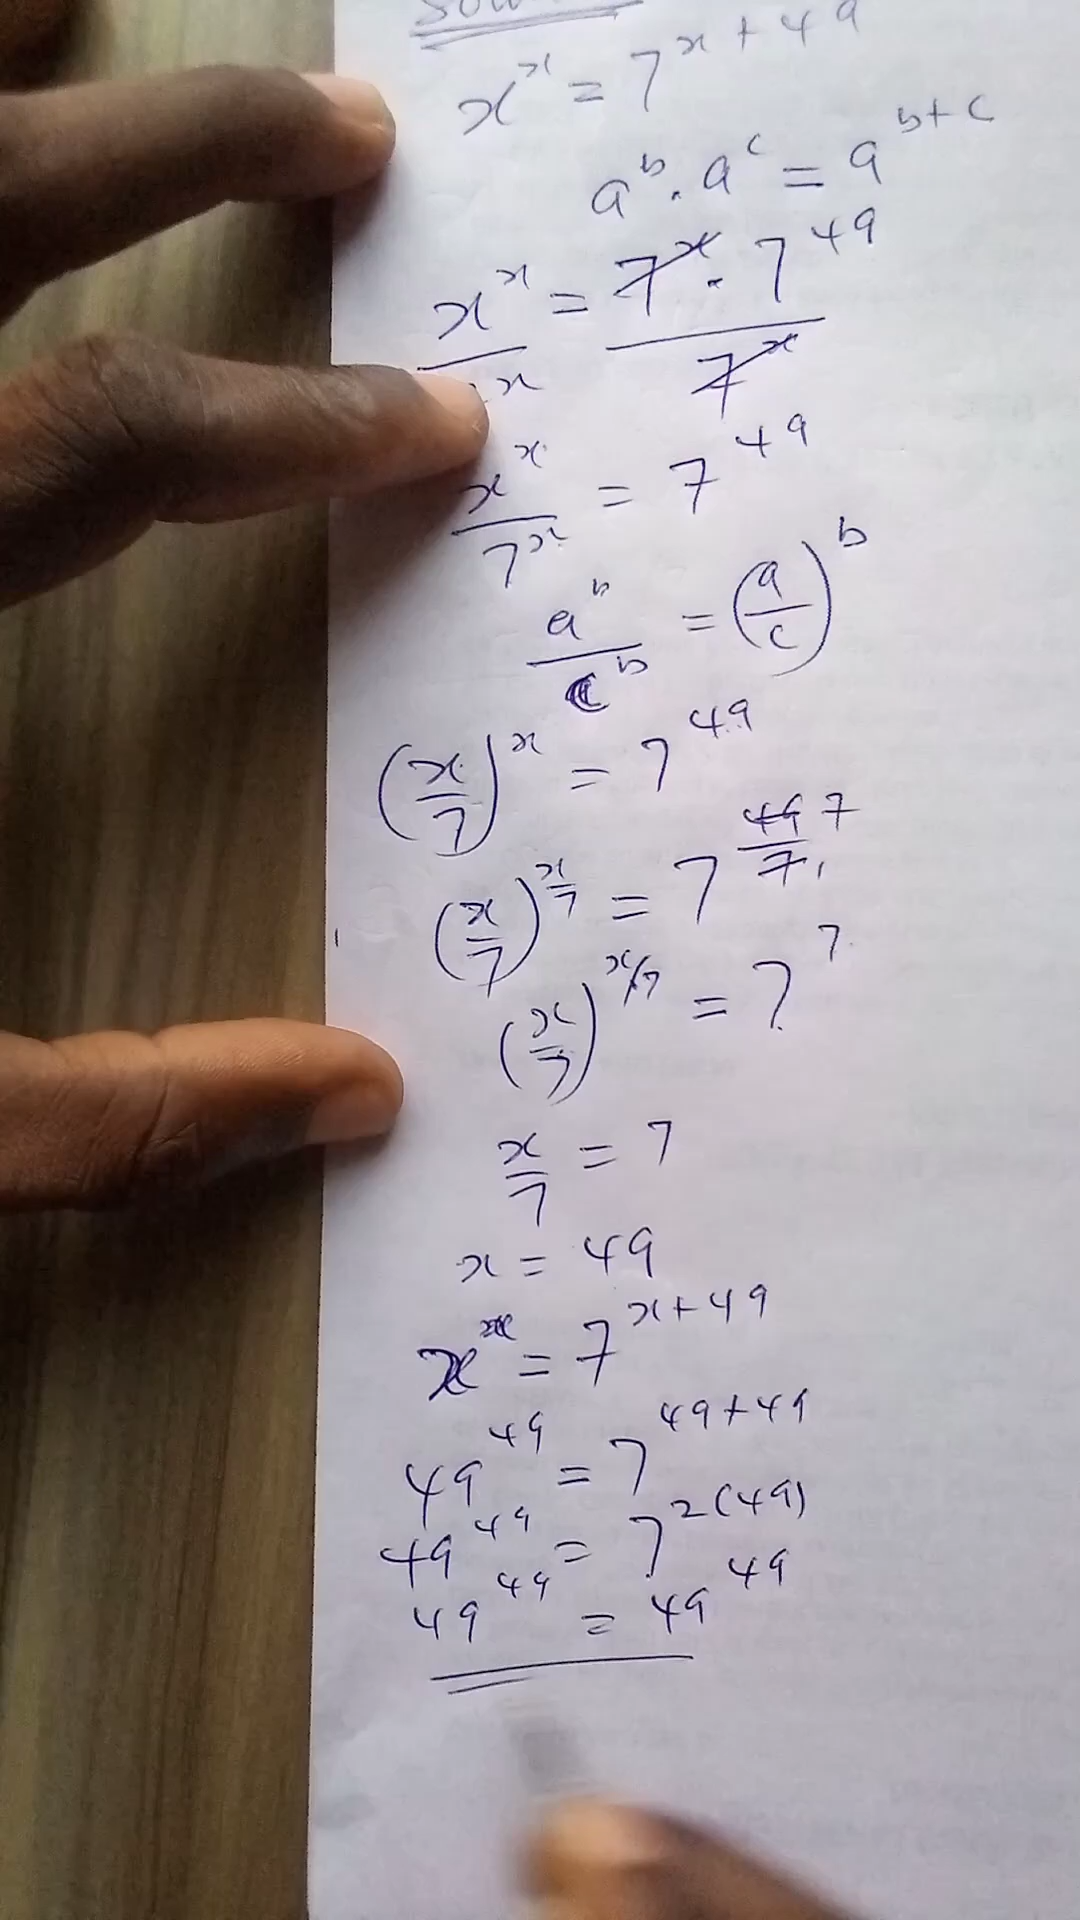 x^x = 7^(x+49)
a^b . a^c = a^(b+c)
x^x = 7^x . 7^49
x 7^x
x^x/7^x = 7^49
a^b/c^b = (a/c)^b
(x/7)^x = 7^49
(x/7)^(x/7) = 7^(49/7) 7 1
(x/7)^(x/7) = 7^7
x/7 = 7
x = 49
x^x = 7^(x+49)
49^49 = 7^(49+49)
49^49 = 7^(2(49))
49^49 = 49^49